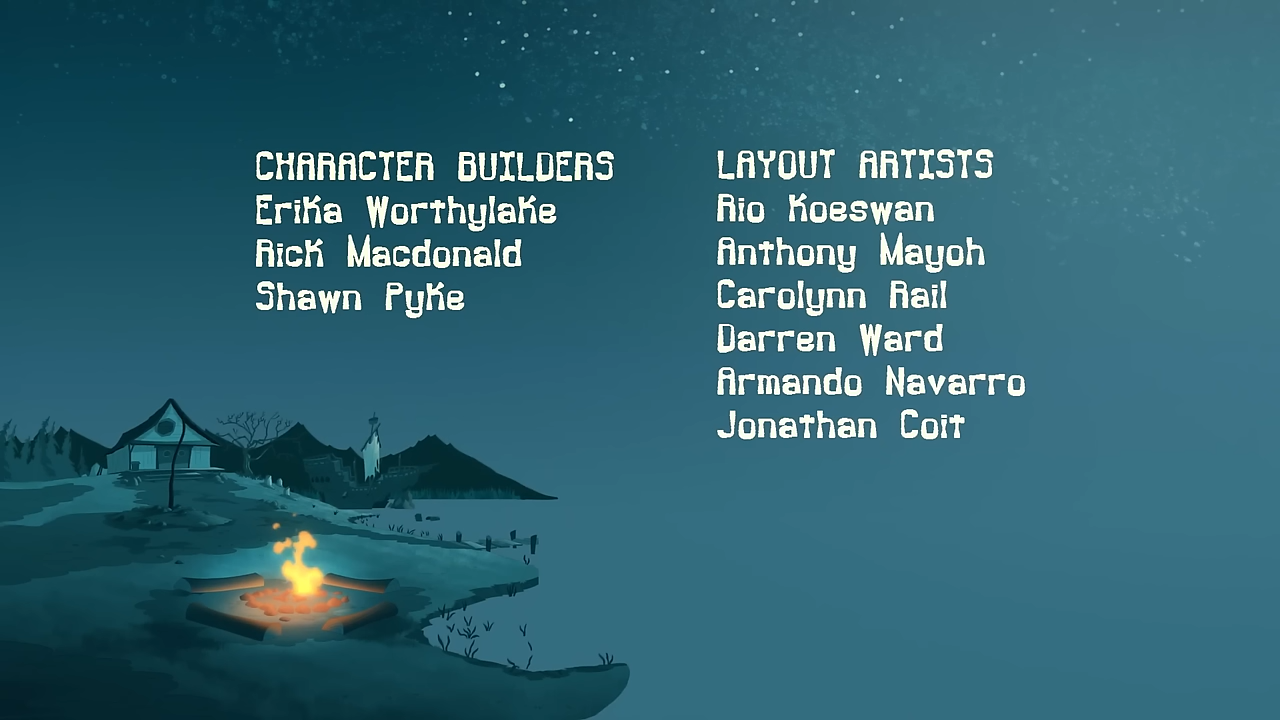 CHARACTER BUILDERS
Erika Worthylake
Rick Macdonald
Shawn Pyke
LAYOUT ARTISTS
Rio Koeswan
Anthony Mayoh
Carolynn Rail
Darren Ward
Armando Navarro
Jonathan Coit